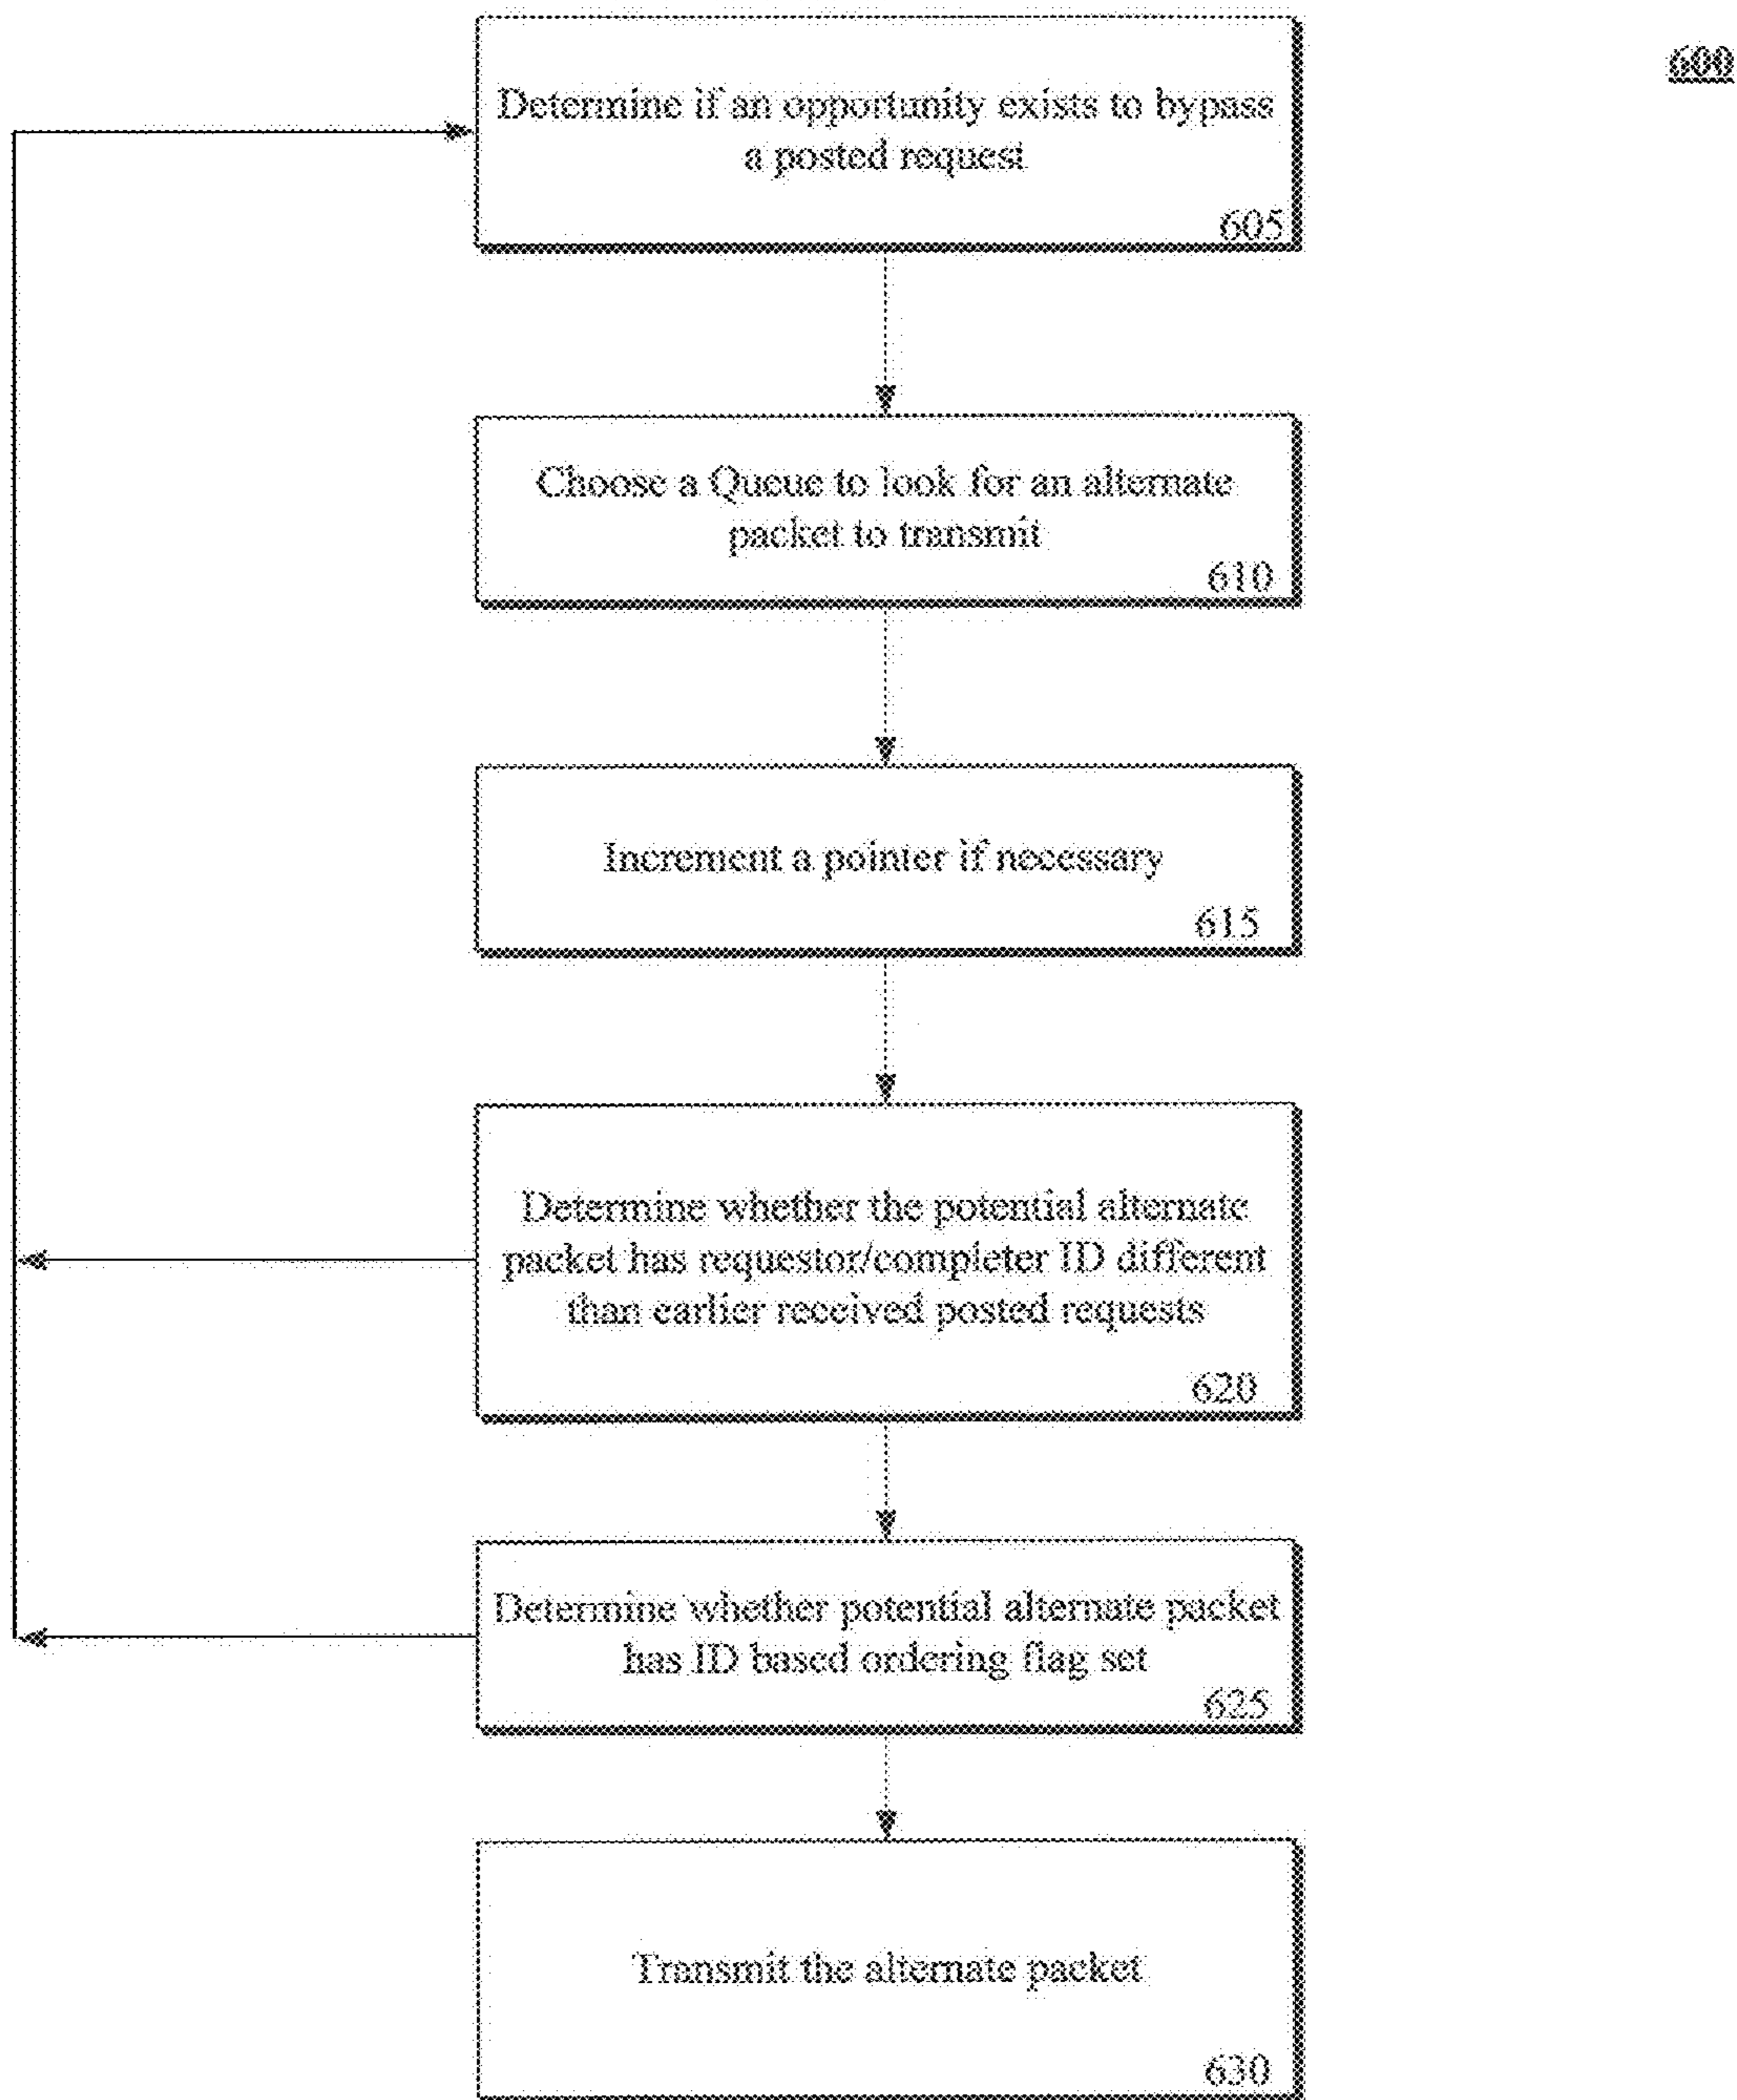 600
Determine if an opportunity exists to bypass
a posted request
605
Choose a Queue to look for an alternate
packet to transmit
610
Increment a pointer if necessary
615
Determine whether the potential alternate
packet has requestor/completer ID different
than earlier received posted requests
620
Determine whether potential alternate packet
has ID based ordering flag set
625
Transmit the alternate packet
630